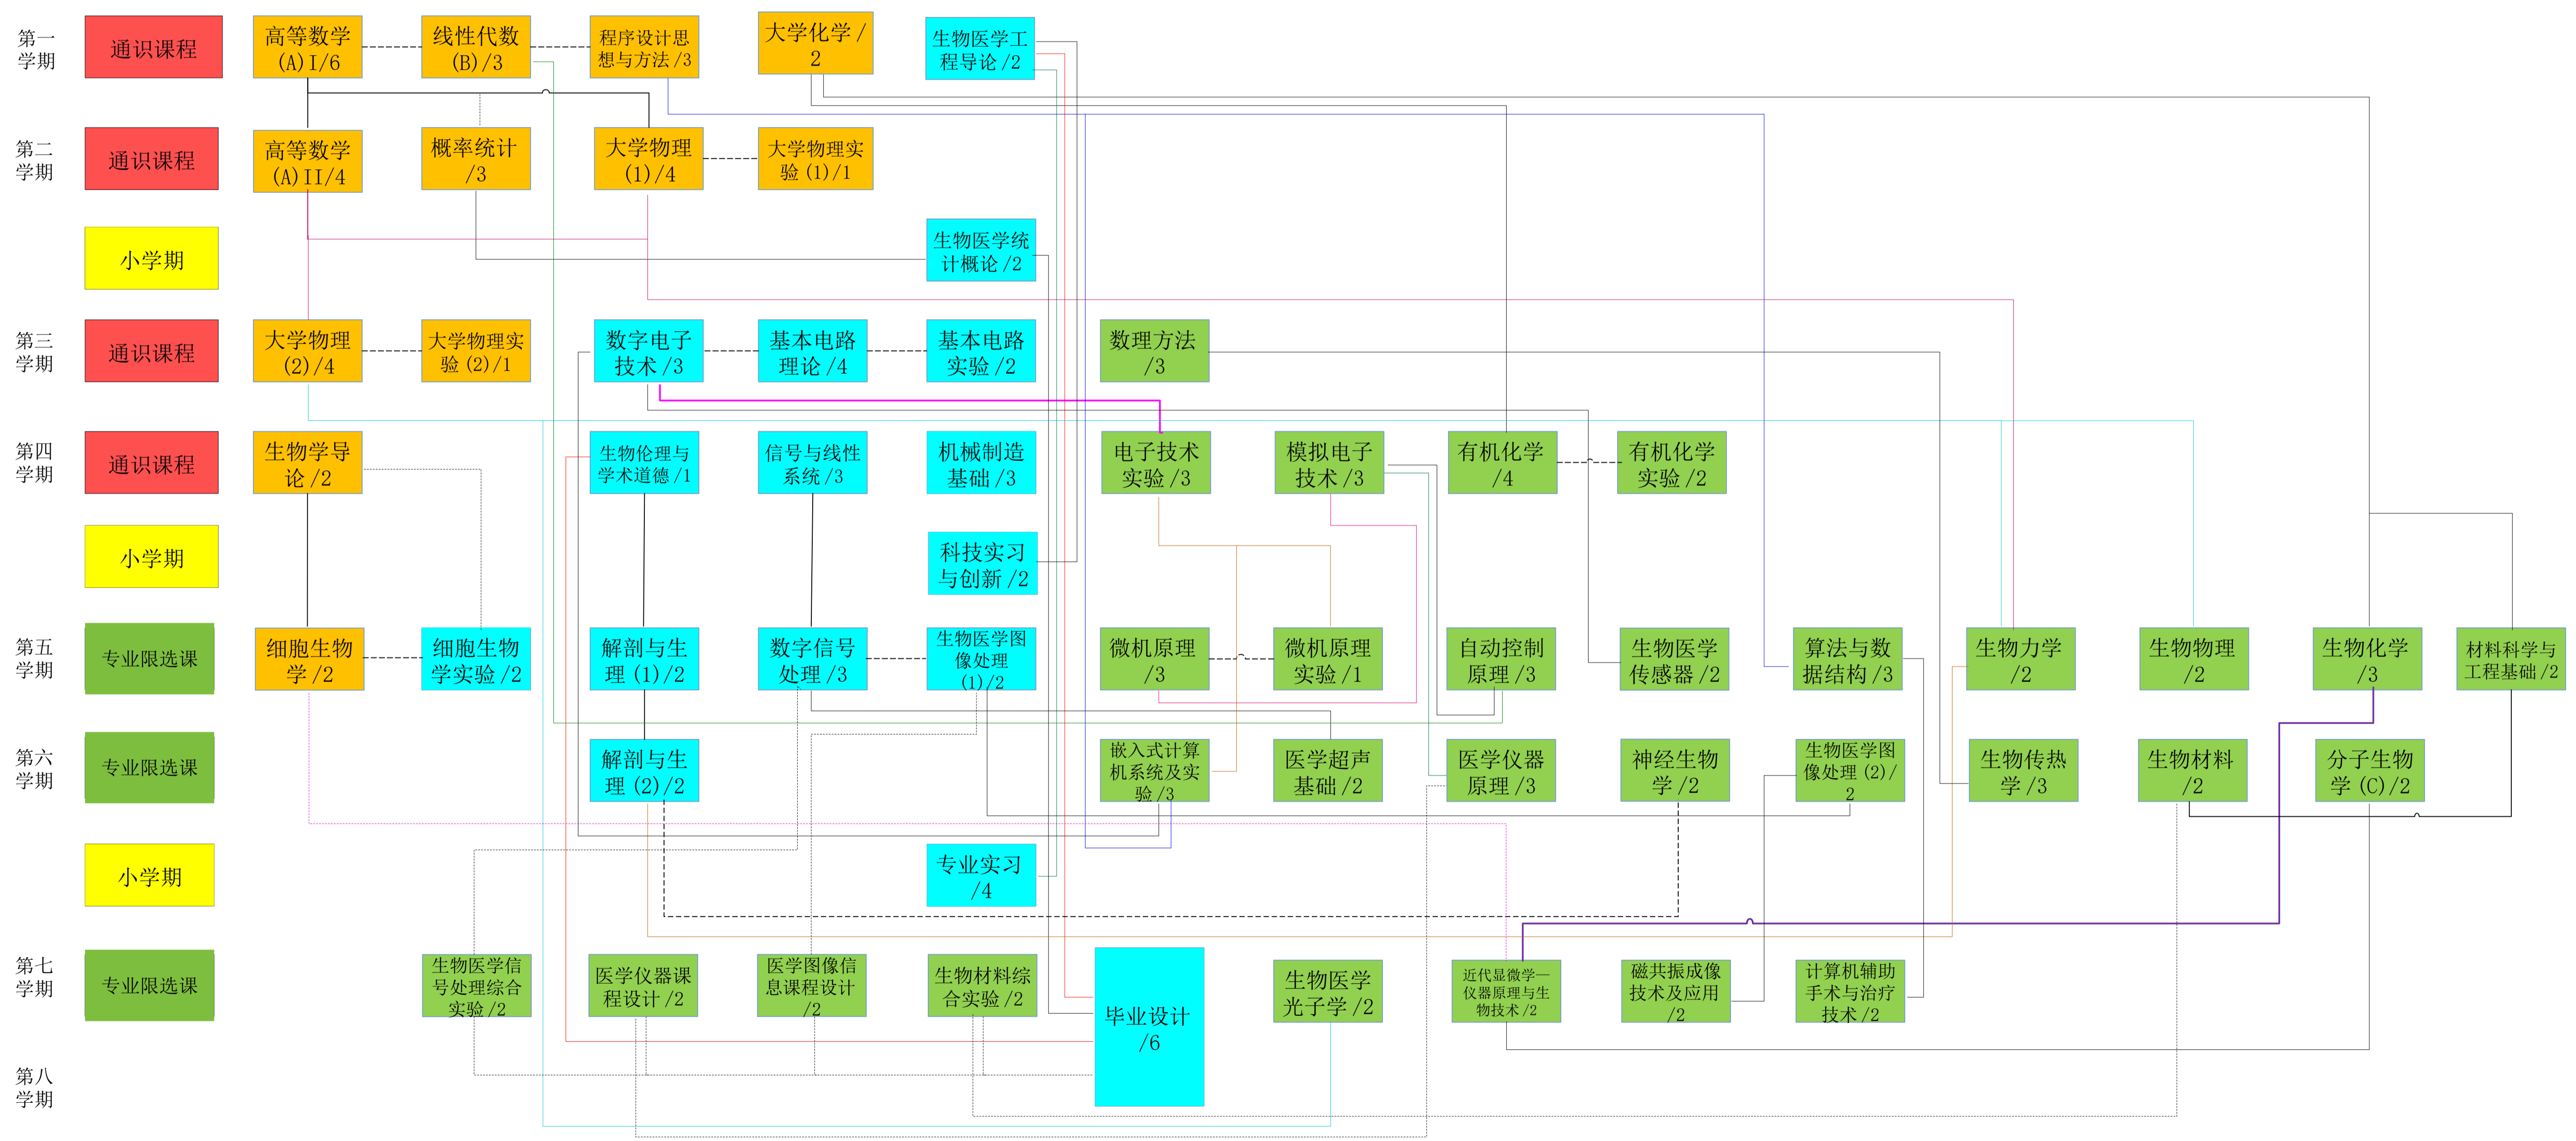 第一
学期
通识课程
高等数学
(A)I/6
线性代数
(B)/3
程序设计思
想与方法/3
大学化学/
2
生物医学工
程导论/2
第二
学期
通识课程
高等数学
(A)II/4
概率统计
/3
大学物理
(1)/4
大学物理实
验(1)/1
小学期
生物医学统
计概论/2
第三
学期
通识课程
大学物理
(2)/4
大学物理实
验(2)/1
数字电子
技术/3
基本电路
理论/4
基本电路
实验/2
数理方法
/3
第四
学期
通识课程
生物学导
论/2
生物伦理与
学术道德/1
信号与线性
系统/3
机械制造
基础/3
电子技术
实验/3
模拟电子
技术/3
有机化学
/4
有机化学
实验/2
小学期
科技实习
与创新/2
第五
学期
专业限选课
细胞生物
学/2
细胞生物
学实验/2
解剖与生
理(1)/2
数字信号
处理/3
生物医学图
像处理
(1)/2
微机原理
/3
微机原理
实验/1
自动控制
原理/3
生物医学
传感器/2
算法与数
据结构/3
生物力学
/2
生物物理
/2
生物化学
/3
材料科学与
工程基础/2
第六
学期
专业限选课
解剖与生
理(2)/2
嵌入式计算
机系统及实
验/3
医学超声
基础/2
医学仪器
原理/3
神经生物
学/2
生物医学图
像处理(2)/
2
生物传热
学/3
生物材料
/2
分子生物
学(C)/2
小学期
专业实习
/4
第七
学期
专业限选课
生物医学信
号处理综合
实验/2
医学仪器课
程设计/2
医学图像信
息课程设计
/2
生物材料综
合实验/2
毕业设计
/6
生物医学
光子学/2
近代显微学—
仪器原理与生
物技术/2
磁共振成像
技术及应用
/2
计算机辅助
手术与治疗
技术/2
第八
学期